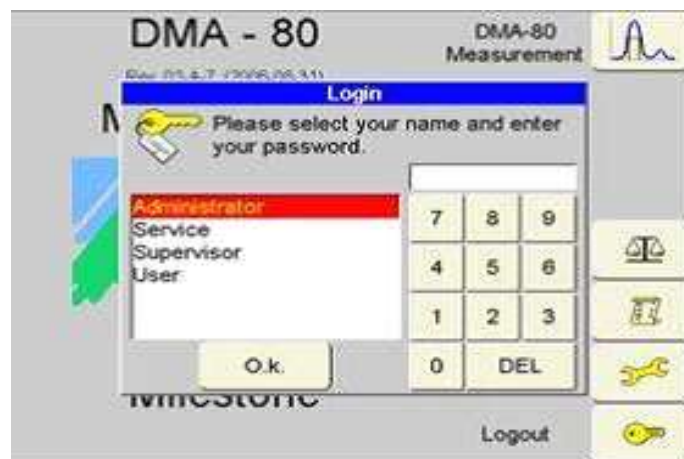 DMA - 80
DMA-80
Measurement
Login
Please select your name and enter
your password.
Administrator
Service
Supervisor
User
7 8 9
4 5 6
1 2 3
0 DEL
O.k.
Logout